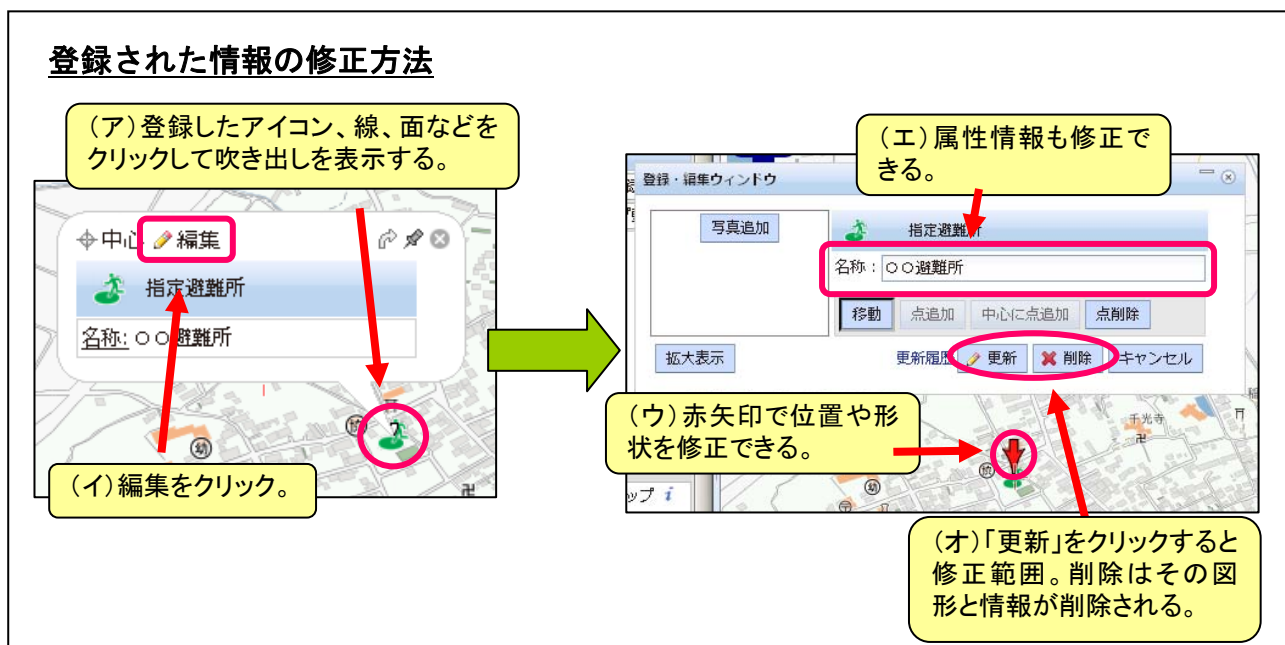 登録された情報の修正方法
（ア）登録したアイコン、線、面などを
クリックして吹き出しを表示する。
中心 編集
指定避難所
名称: ○○避難所
幼
（イ）編集をクリック。
（エ）属性情報も修正で
きる。
登録・編集ウィンドウ
写真追加
指定避難所
名称： ○○避難所
移動 点追加 中心に点追加 点削除
拡大表示
更新履歴 更新 削除 キャンセル
（ウ）赤矢印で位置や形
状を修正できる。
千光寺
卍
幼
ップ i
（オ）「更新」をクリックすると
修正範囲。削除はその図
形と情報が削除される。